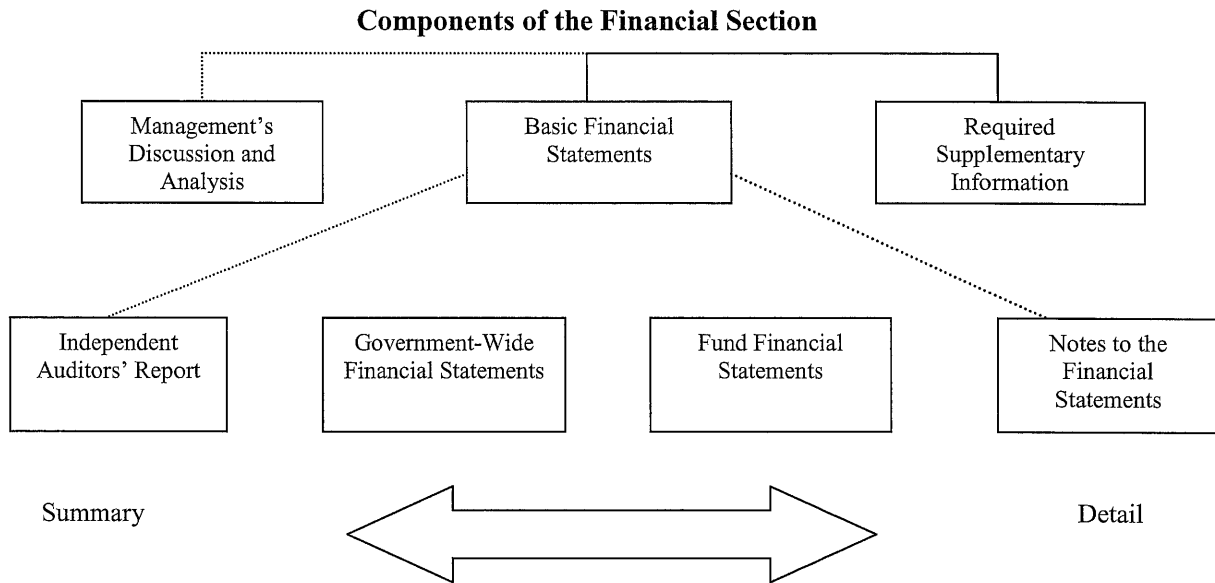 Components of the Financial Section
Management's
Discussion and
Analysis
Basic Financial
Statements
Required
Supplementary
Information
Independent
Auditors' Report
Government-Wide
Financial Statements
Fund Financial
Statements
Notes to the
Financial
Statements
Summary
Detail